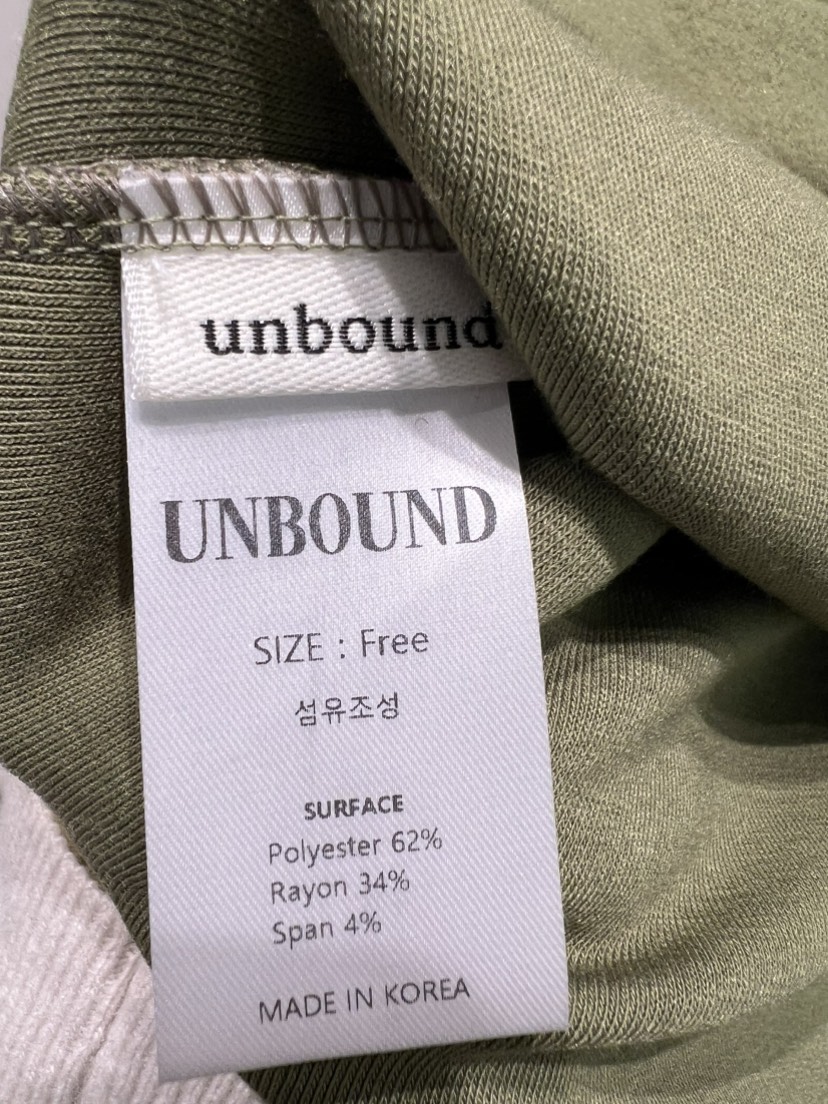 unbound
UNBOUND
SIZE : Free
섬유조성
SURFACE
Polyester 62%
Rayon 34%
Span 4%
MADE IN KOREA